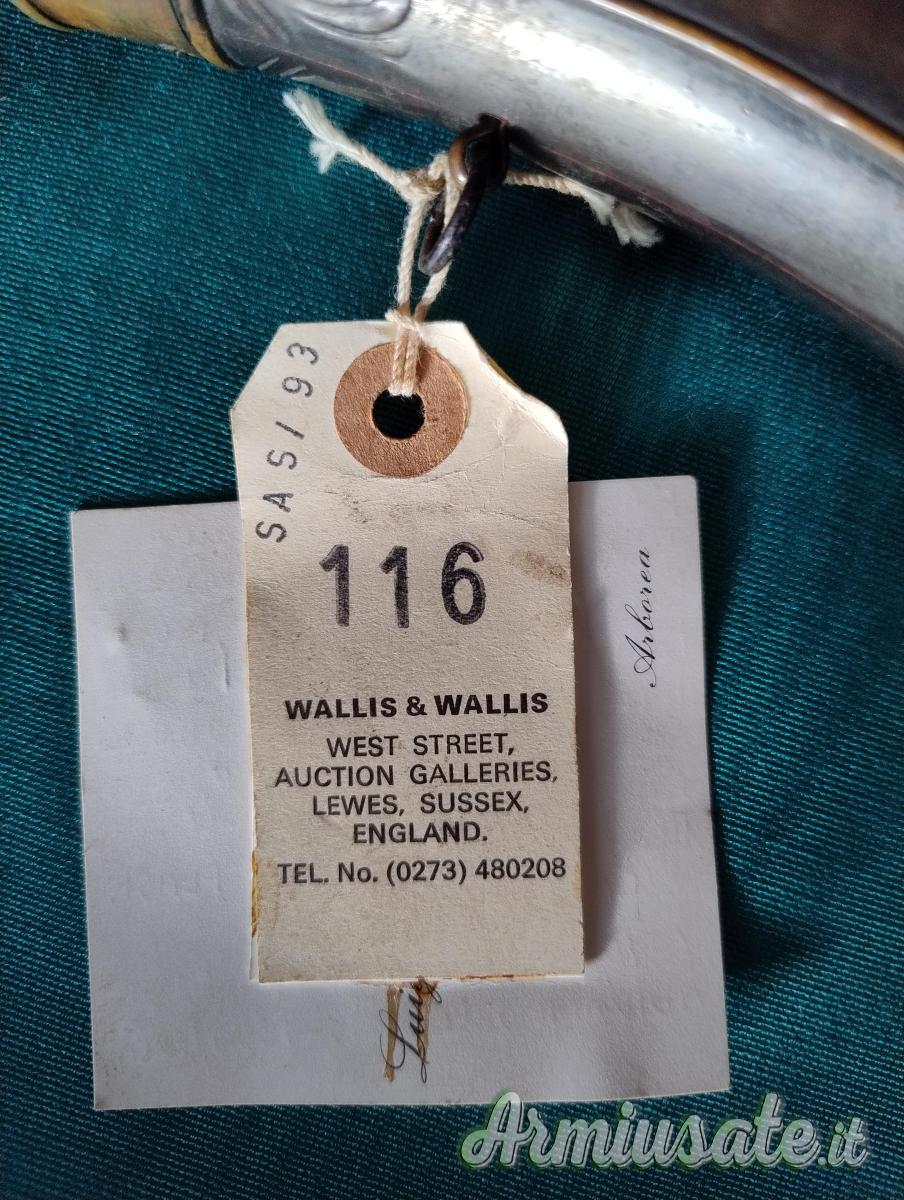 SAS/93
116
WALLIS & WALLIS
WEST STREET,
AUCTION GALLERIES,
LEWES, SUSSEX,
ENGLAND.
TEL. No. (0273) 480208
Arborea
Armiusate.it